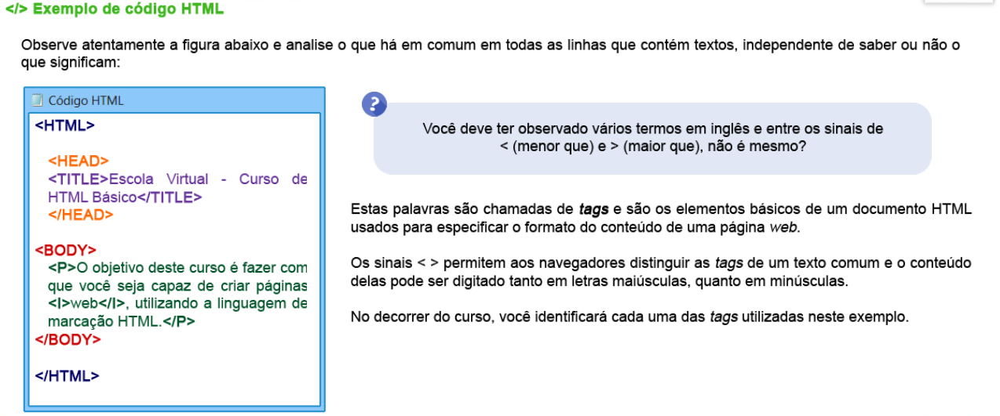 </> Exemplo de código HTML
Observe atentamente a figura abaixo e analise o que há em comum em todas as linhas que contém textos, independente de saber ou não o
que significam:
Código HTML
<HTML>
<HEAD>
<TITLE>Escola Virtual - Curso de
HTML Básico</TITLE>
</HEAD>
<BODY>
<P>O objetivo deste curso é fazer com
que você seja capaz de criar páginas
<I>web</I>, utilizando a linguagem de
marcação HTML.</P>
</BODY>
</HTML>
?
Você deve ter observado vários termos em inglês e entre os sinais de
< (menor que) e > (maior que), não é mesmo?
Estas palavras são chamadas de tags e são os elementos básicos de um documento HTML
usados para especificar o formato do conteúdo de uma página web.
Os sinais < > permitem aos navegadores distinguir as tags de um texto comum e o conteúdo
delas pode ser digitado tanto em letras maiúsculas, quanto em minúsculas.
No decorrer do curso, você identificará cada uma das tags utilizadas neste exemplo.